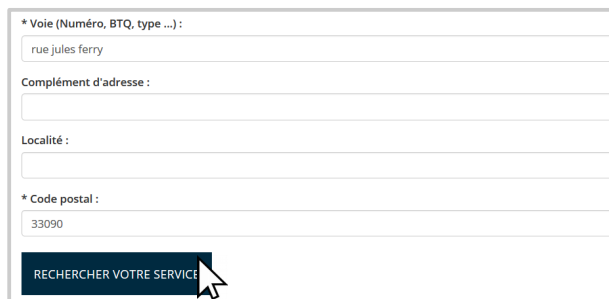 * Voie (Numéro, BTQ, type ...) :
rue jules ferry
Complément d'adresse :
Localité :
* Code postal :
33090
RECHERCHER VOTRE SERVICE